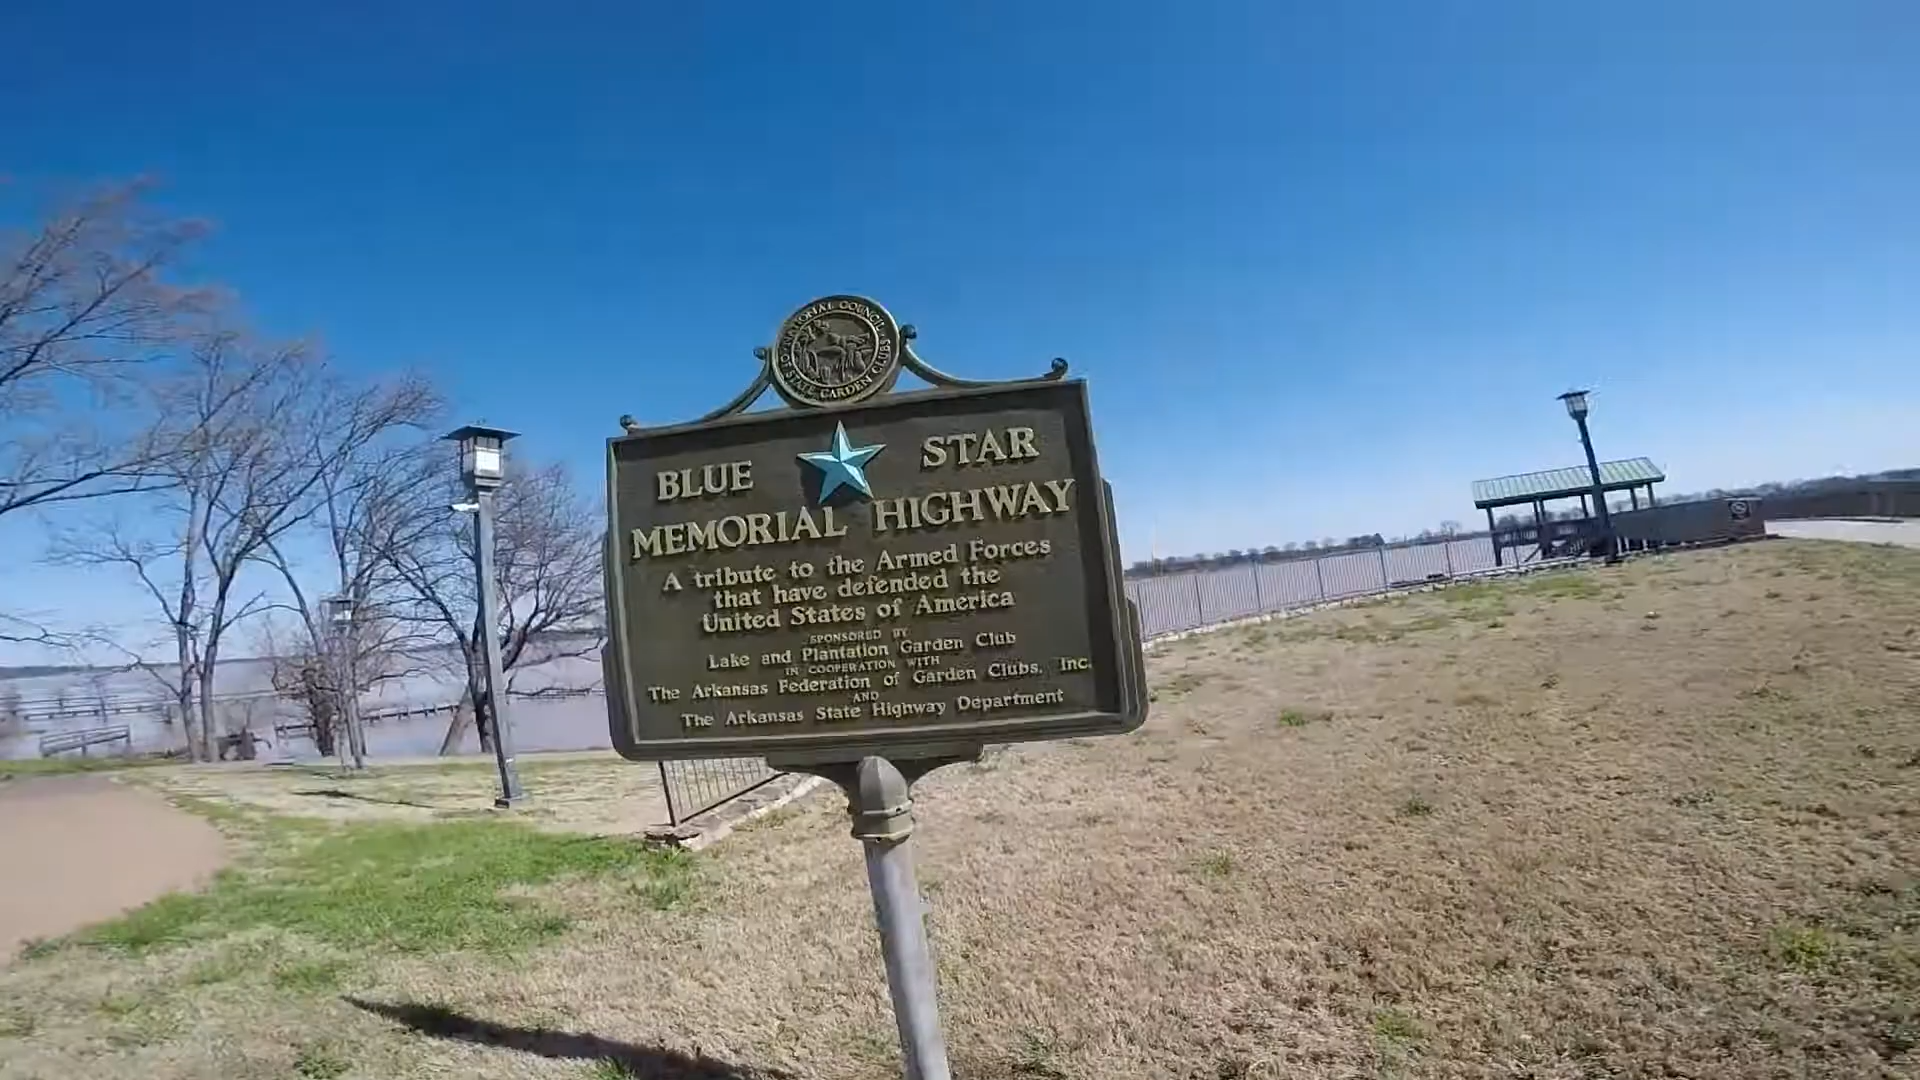 NATIONAL COUNCIL
OF STATE GARDEN CLUBS
BLUE STAR
MEMORIAL HIGHWAY
A tribute to the Armed Forces
that have defended the
United States of America
SPONSORED BY
Lake and Plantation Garden Club
IN COOPERATION WITH
The Arkansas Federation of Garden Clubs, Inc.
AND
The Arkansas State Highway Department